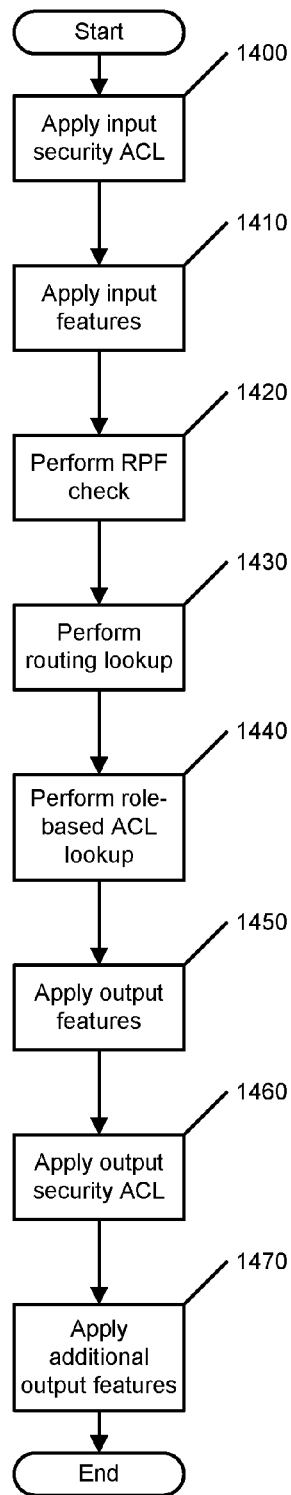 Start
1400
Apply input
security ACL
1410
Apply input
features
1420
Perform RPF
check
1430
Perform
routing lookup
1440
Perform role-
based ACL
lookup
1450
Apply output
features
1460
Apply output
security ACL
1470
Apply
additional
output features
End